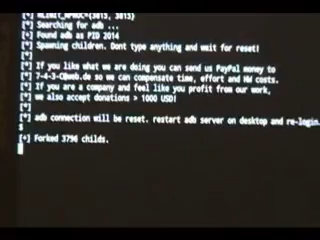 [*] RLIMIT_NPROC={3815, 3815}
[*] Searching for adb ...
[+] Found adb as PID 2014
[*] Spawning children. Dont type anything and wait for reset!
[*]
[*] If you like what we are doing you can send us PayPal money to
[*] 7-4-3-C@web.de so we can compensate time, effort and HW costs.
[*] If you are a company and feel like you profit from our work,
[*] we also accept donations > 1000 USD!
[*]
[*] adb connection will be reset. restart adb server on desktop and re-login.
$
[+] Forked 3796 childs.